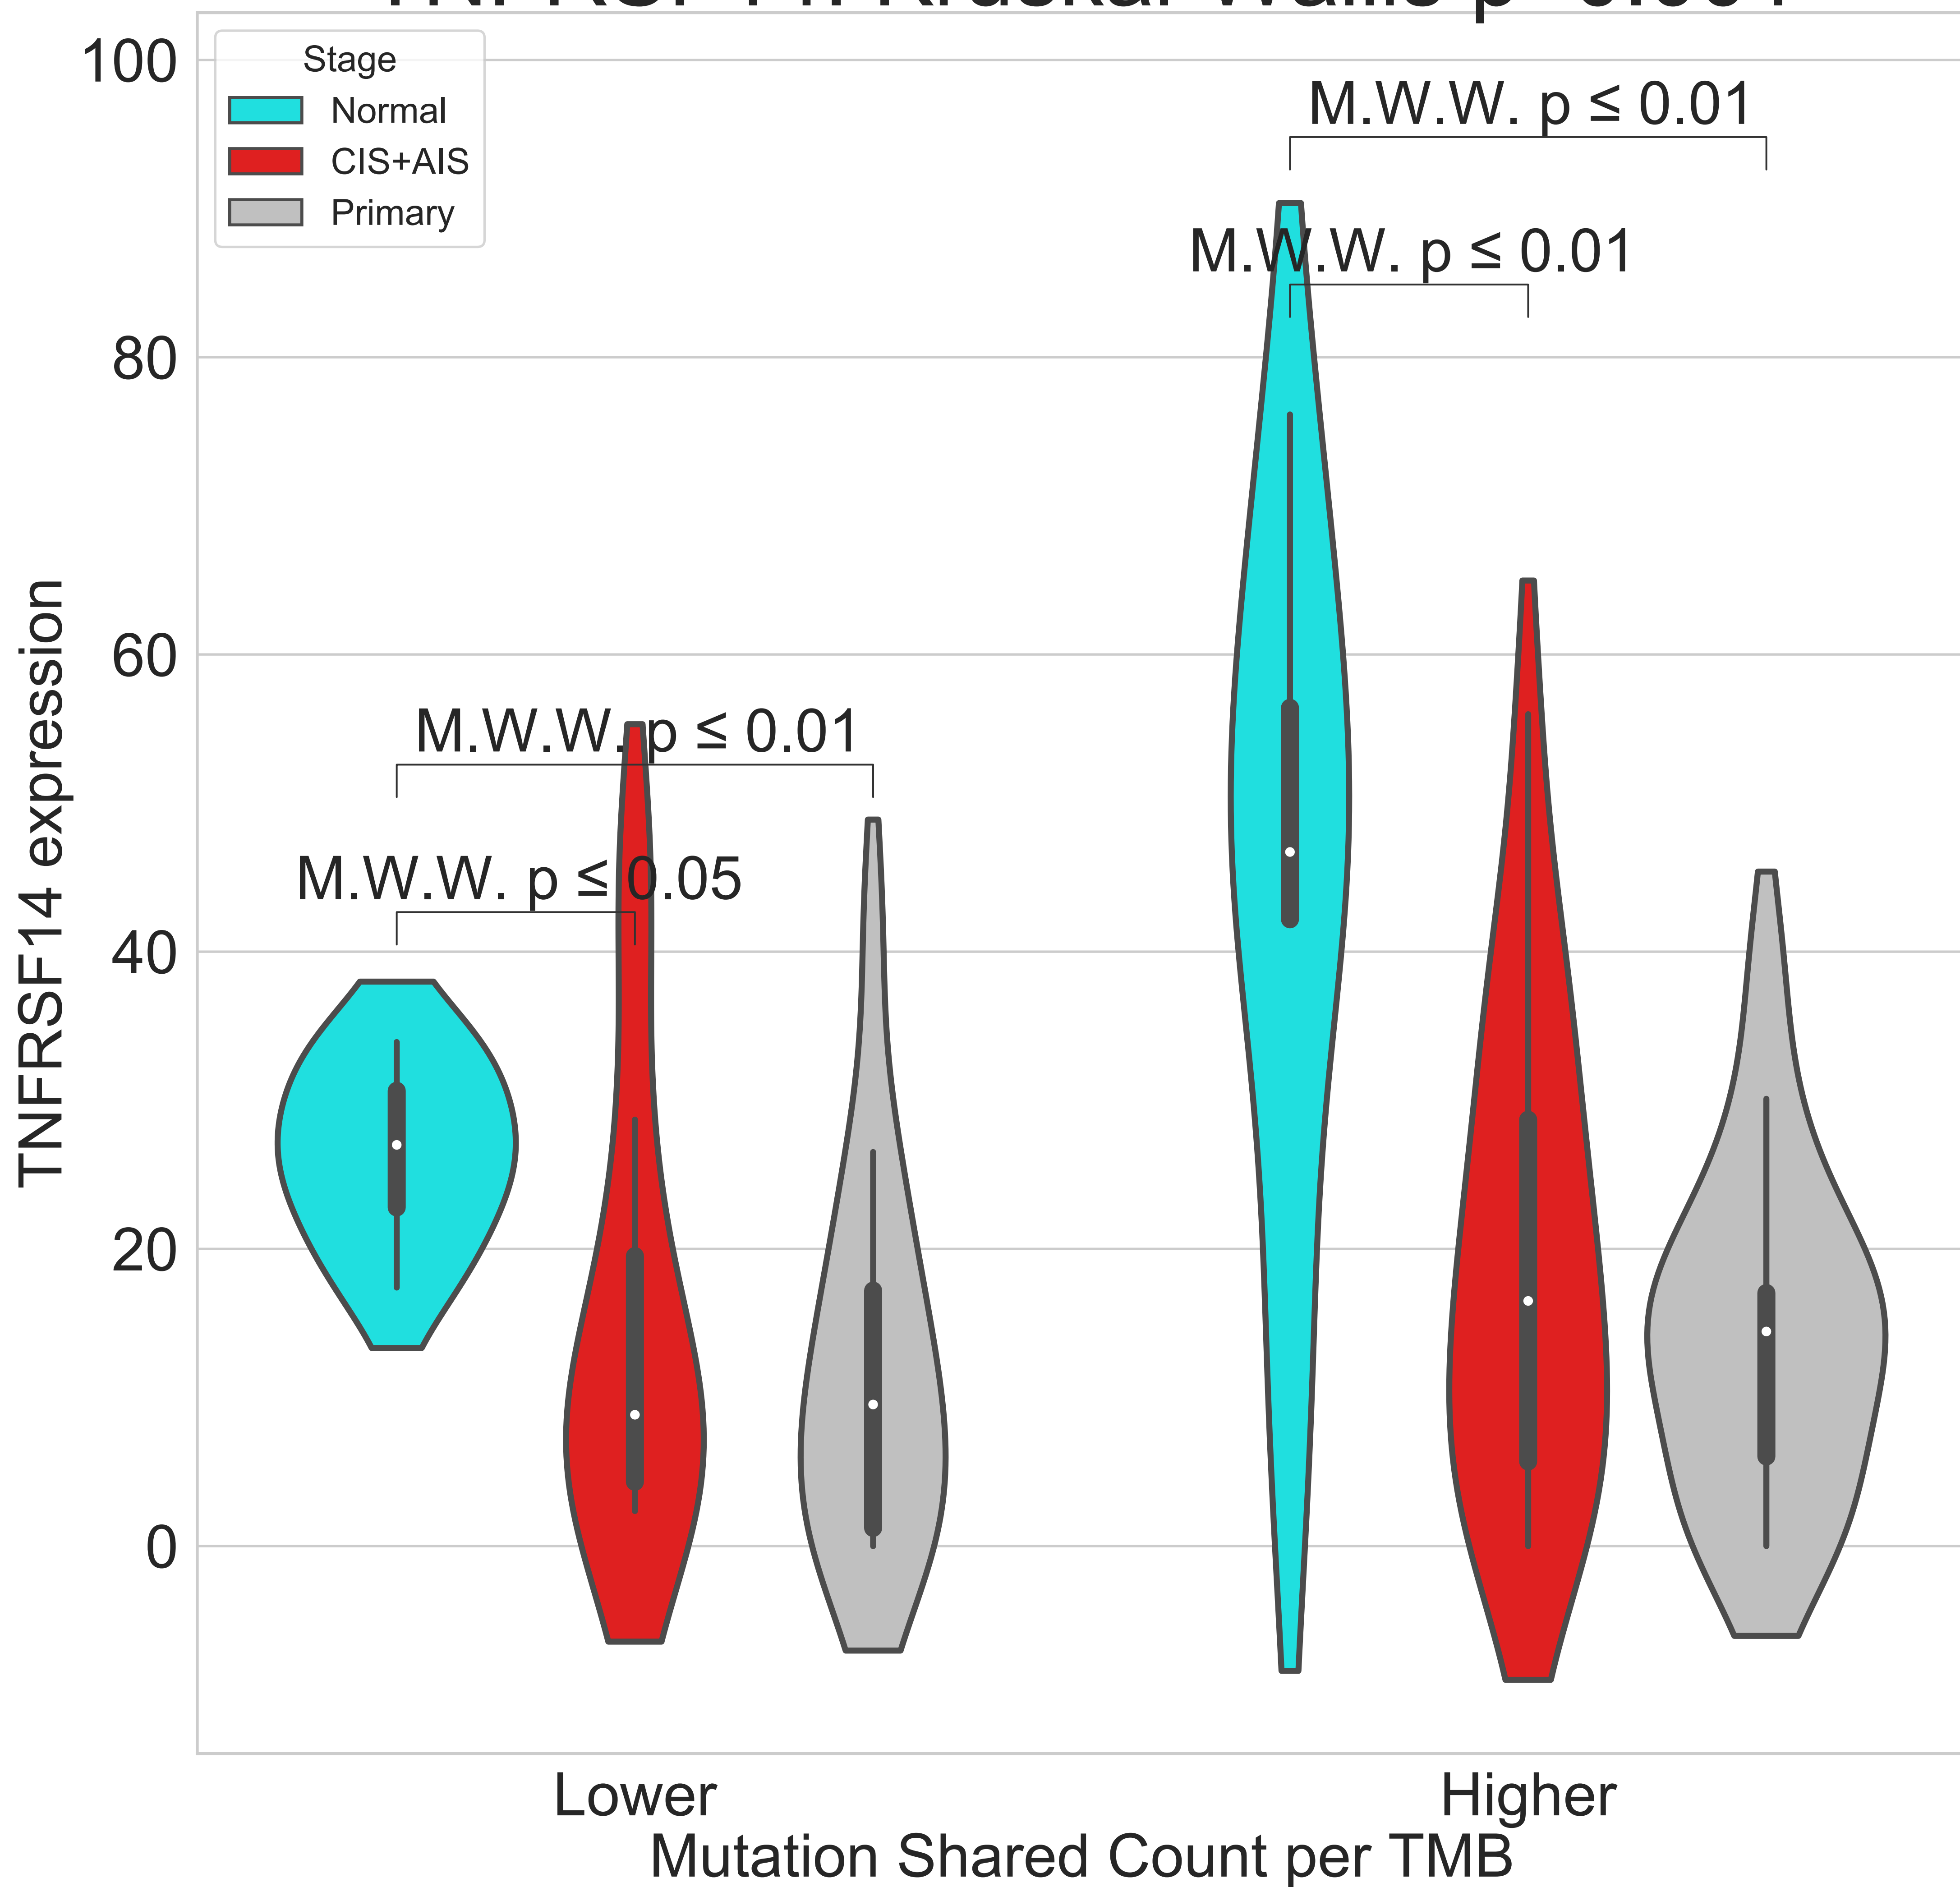 100
80
60
40
20
0
TNFRSF14 expression
Stage
Normal
CIS+AIS
Primary
M.W.W. p ≤ 0.01
M.W.W. p ≤ 0.01
M.W.W. p ≤ 0.01
M.W.W. p ≤ 0.05
Lower
Higher
Mutation Shared Count per TMB